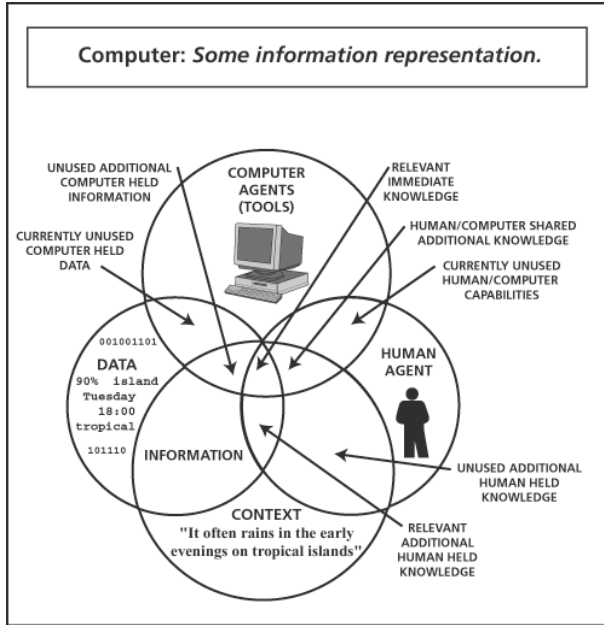 Computer: Some information representation.
UNUSED ADDITIONAL
COMPUTER HELD
INFORMATION
COMPUTER
AGENTS
(TOOLS)
RELEVANT
IMMEDIATE
KNOWLEDGE
CURRENTLY UNUSED
COMPUTER HELD
DATA
HUMAN/COMPUTER SHARED
ADDITIONAL KNOWLEDGE
CURRENTLY UNUSED
HUMAN/COMPUTER
CAPABILITIES
001001101
DATA
90% island
Tuesday
18:00
tropical
101110
HUMAN
AGENT
INFORMATION
UNUSED ADDITIONAL
HUMAN HELD
KNOWLEDGE
CONTEXT
"It often rains in the early
evenings on tropical islands"
RELEVANT
ADDITIONAL
HUMAN HELD
KNOWLEDGE